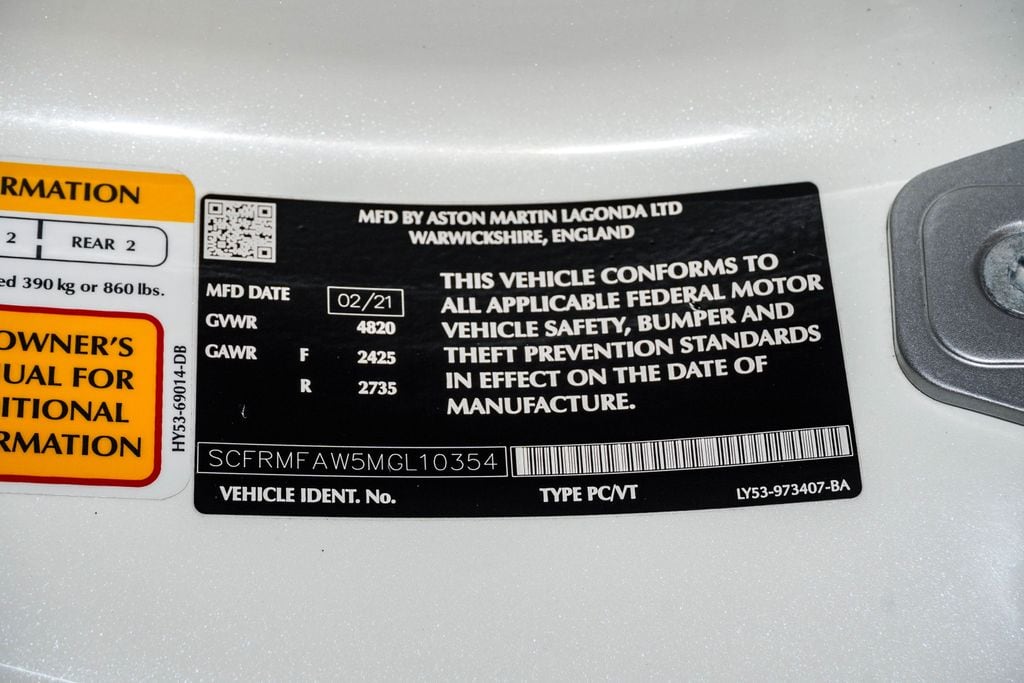 RMATION
2 REAR 2
ed 390 kg or 860 lbs.
OWNER'S
UAL FOR
ITIONAL
RMATION
HY53-69014-DB
MFD BY ASTON MARTIN LAGONDA LTD
WARWICKSHIRE, ENGLAND
MFD DATE 02/21
GVWR 4820
GAWR F 2425
R 2735
THIS VEHICLE CONFORMS TO
ALL APPLICABLE FEDERAL MOTOR
VEHICLE SAFETY, BUMPER AND
THEFT PREVENTION STANDARDS
IN EFFECT ON THE DATE OF
MANUFACTURE.
SCFRMFAW5MGL10354
VEHICLE IDENT. No. TYPE PC/VT LY53-973407-BA